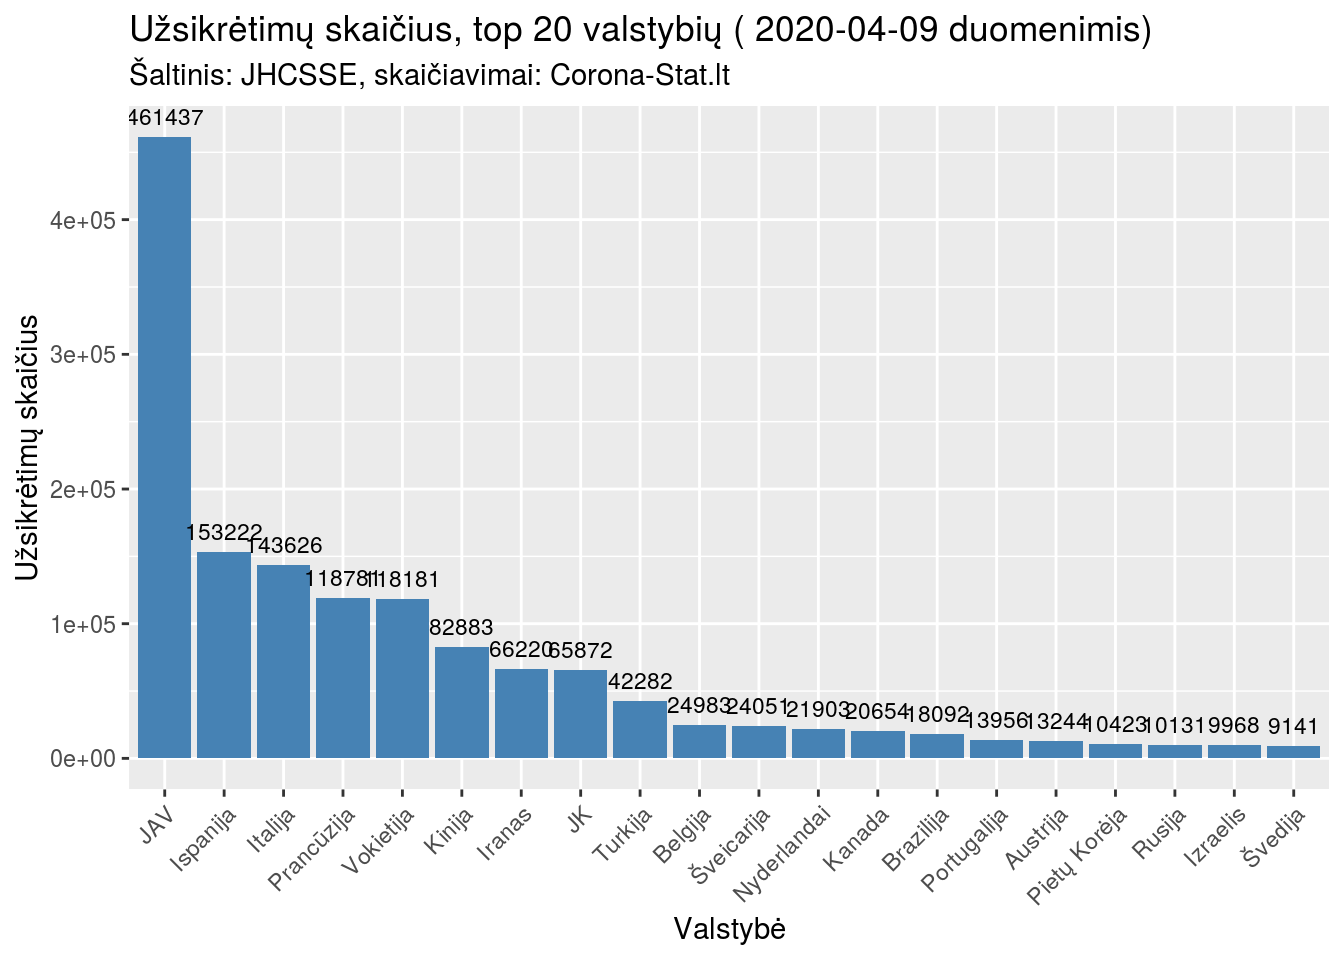 Užsikrėtimų skaičius, top 20 valstybių ( 2020-04-09 duomenimis)
Šaltinis: JHCSSE, skaičiavimai: Corona-Stat.lt
Užsikrėtimų skaičius
4e+05
3e+05
2e+05
1e+05
0e+00
461437
153222
143626
118781
118181
82883
66220
65872
42282
24983
24051
21903
20654
18092
13956
13244
10423
10131
9968
9141
JAV
Ispanija
Italija
Prancūzija
Vokietija
Kinija
Iranas
JK
Turkija
Belgija
Šveicarija
Nyderlandai
Kanada
Brazilija
Portugalija
Austrija
Pietų Korėja
Rusija
Izraelis
Švedija
Valstybė